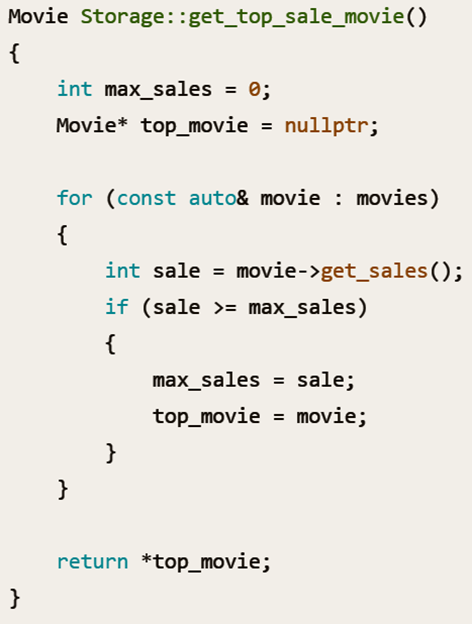 Movie Storage::get_top_sale_movie()
{
    int max_sales = 0;
    Movie* top_movie = nullptr;

    for (const auto& movie : movies)
    {
        int sale = movie->get_sales();
        if (sale >= max_sales)
        {
            max_sales = sale;
            top_movie = movie;
        }
    }

    return *top_movie;
}